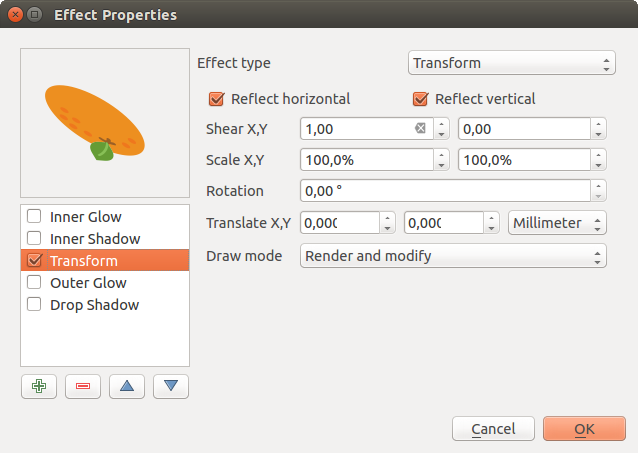 Effect Properties
Effect type Transform
Reflect horizontal Reflect vertical
Shear X,Y 1,00 0,00
Scale X,Y 100,0% 100,0%
Rotation 0,00 °
Translate X,Y 0,000 0,000 Millimeter
Draw mode Render and modify
Inner Glow
Inner Shadow
Transform
Outer Glow
Drop Shadow
Cancel OK